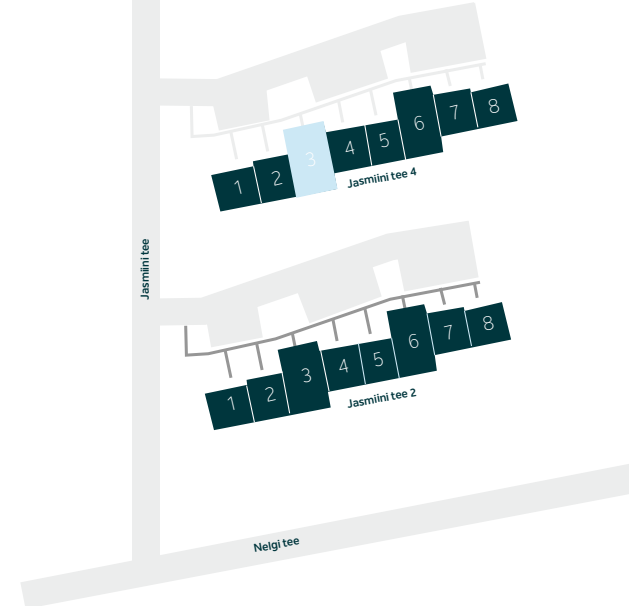 1 2 3 4 5 6 7 8
Jasmiini tee 4
Jasmiini tee
1 2 3 4 5 6 7 8
Jasmiini tee 2
Nelgi tee